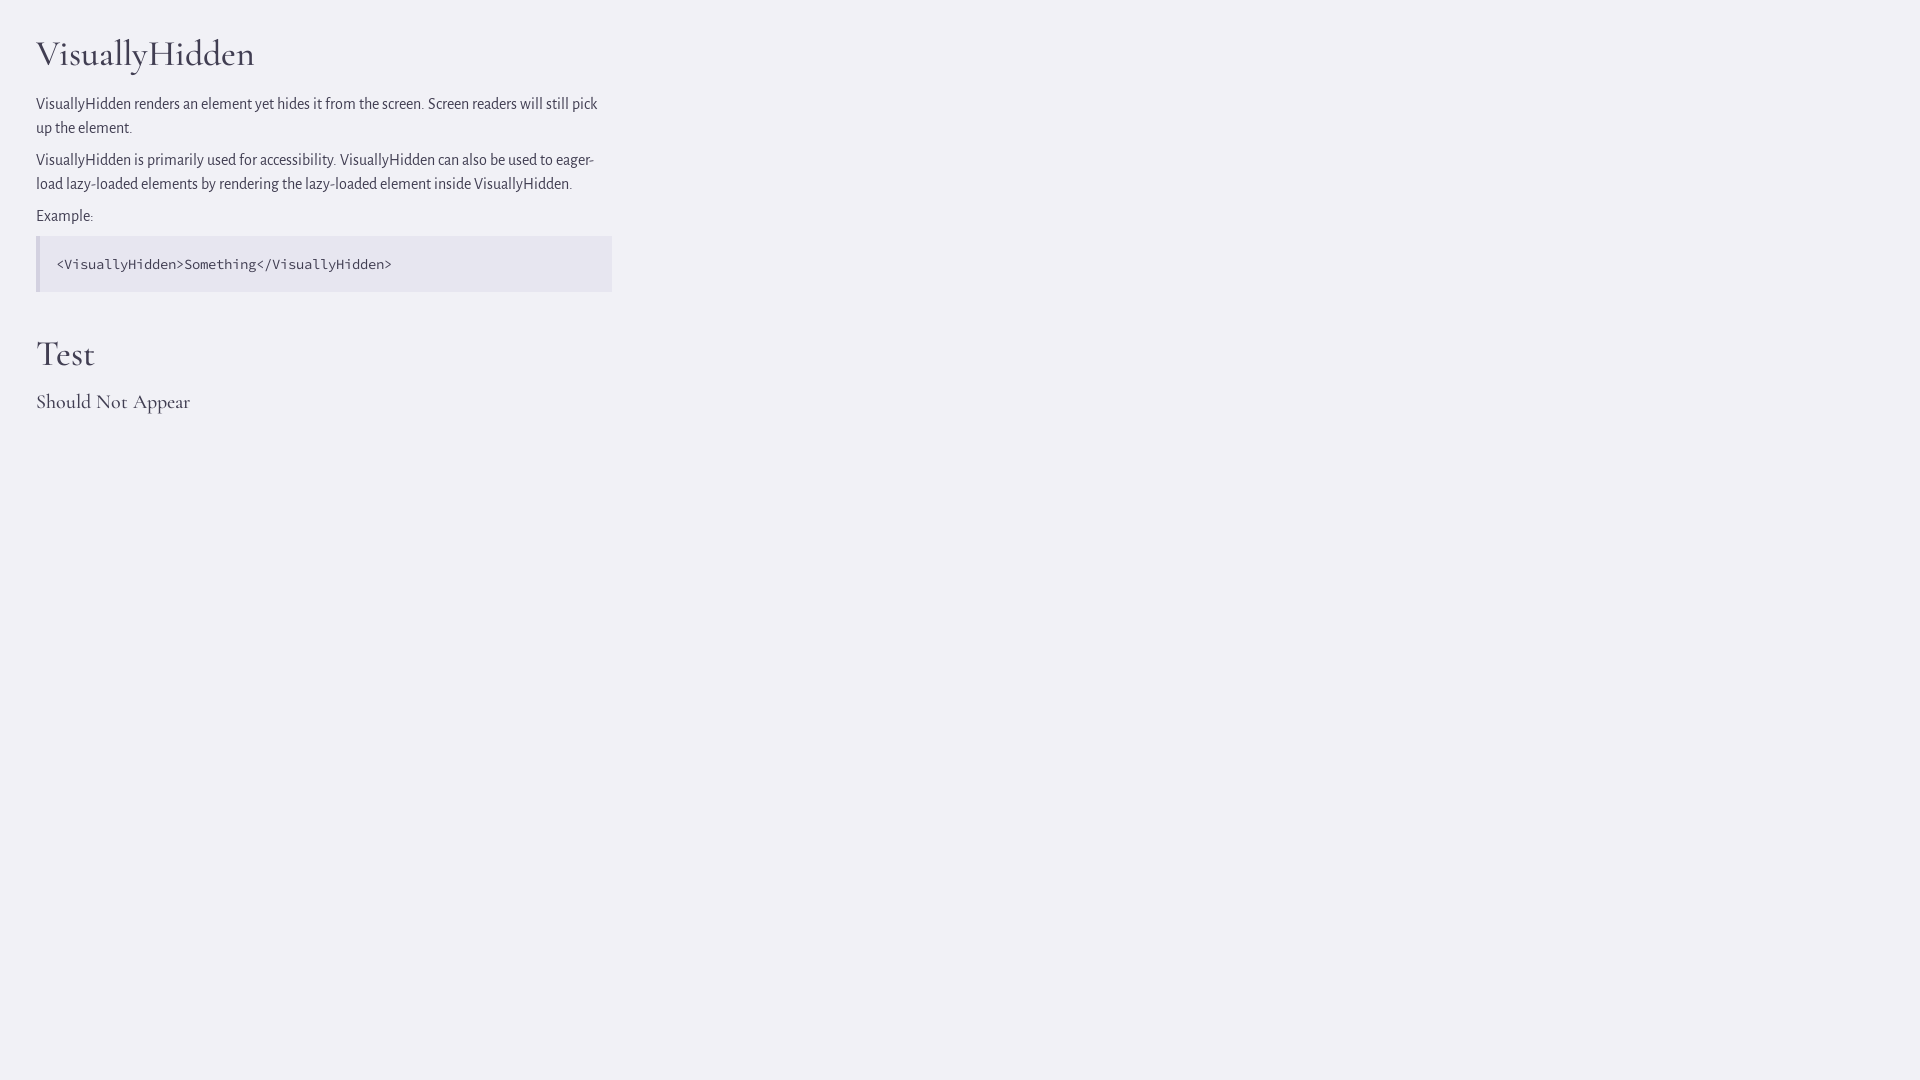 VisuallyHidden
VisuallyHidden renders an element yet hides it from the screen. Screen readers will still pick
up the element.
VisuallyHidden is primarily used for accessibility. VisuallyHidden can also be used to eager-
load lazy-loaded elements by rendering the lazy-loaded element inside VisuallyHidden.
Example:
<VisuallyHidden>Something</VisuallyHidden>
Test
Should Not Appear